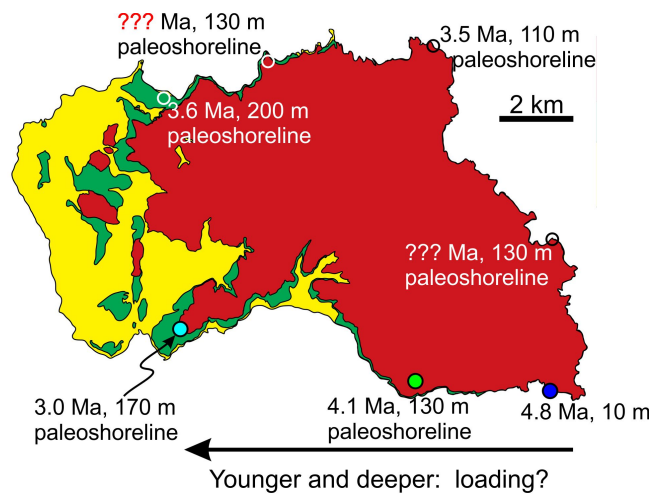 ??? Ma, 130 m
paleoshoreline
3.5 Ma, 110 m
paleoshoreline
2 km
3.6 Ma, 200 m
paleoshoreline
??? Ma, 130 m
paleoshoreline
3.0 Ma, 170 m
paleoshoreline
4.1 Ma, 130 m
paleoshoreline
4.8 Ma, 10 m
Younger and deeper: loading?